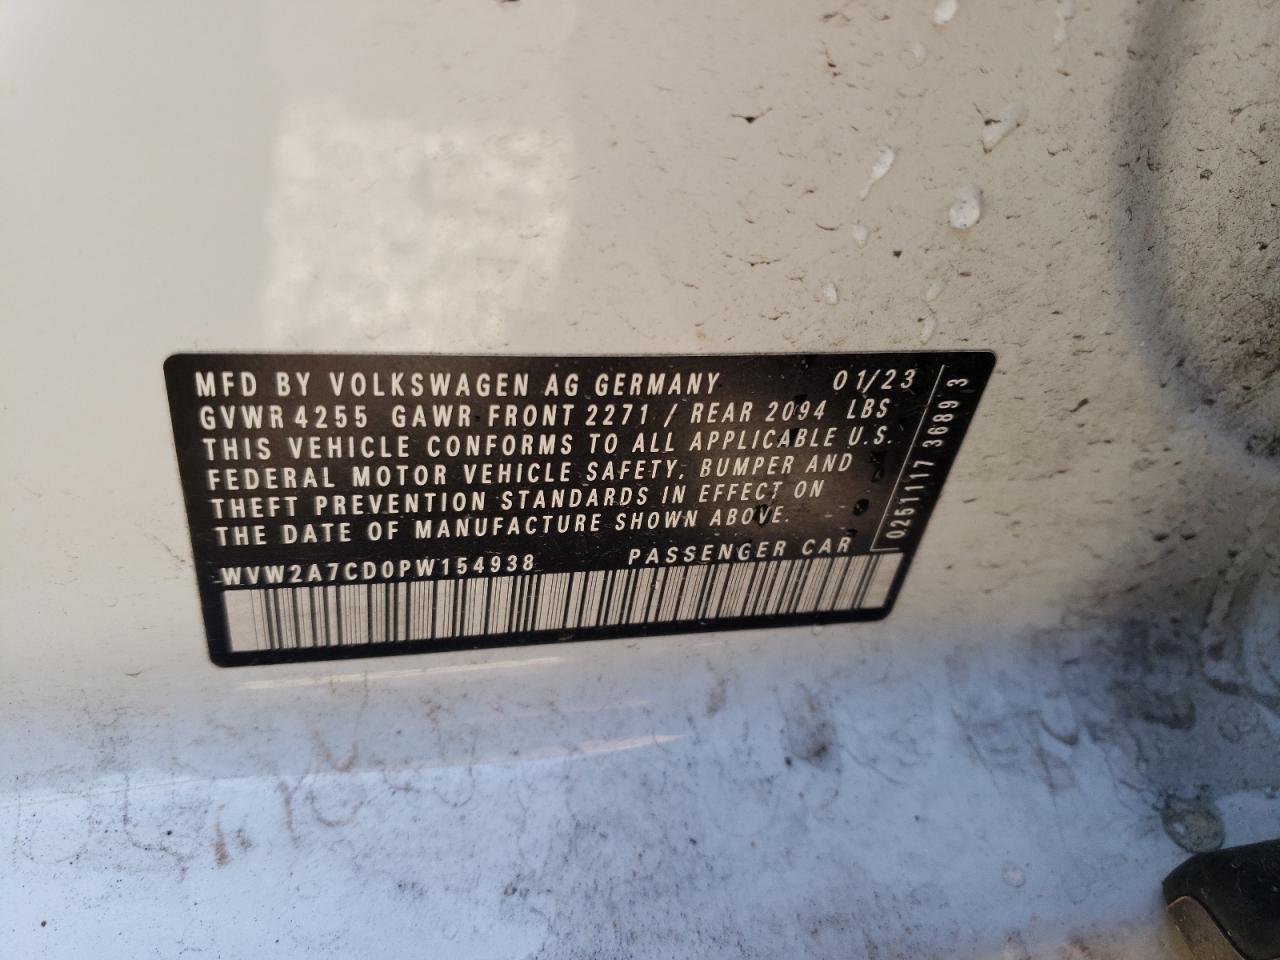 MFD BY VOLKSWAGEN AG GERMANY 01/23
GVWR 4255 GAWR FRONT 2271 / REAR 2094 LBS
THIS VEHICLE CONFORMS TO ALL APPLICABLE U.S.
FEDERAL MOTOR VEHICLE SAFETY, BUMPER AND
THEFT PREVENTION STANDARDS IN EFFECT ON
THE DATE OF MANUFACTURE SHOWN ABOVE.
WVW2A7CD0PW154938 PASSENGER CAR
0251117 3689 3